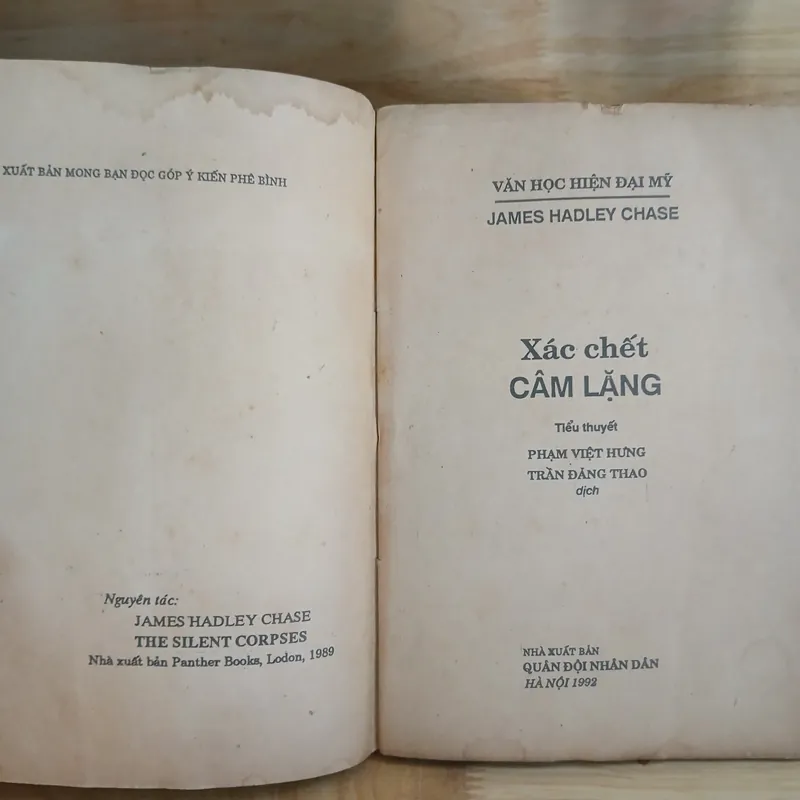 XUẤT BẢN MONG BẠN ĐỌC GÓP Ý KIẾN PHÊ BÌNH
Nguyên tác:
JAMES HADLEY CHASE
THE SILENT CORPSES
Nhà xuất bản Panther Books, Lodon, 1989
VĂN HỌC HIỆN ĐẠI MỸ
JAMES HADLEY CHASE
Xác chết
CÂM LẶNG
Tiểu thuyết
PHẠM VIỆT HƯNG
TRẦN ĐẢNG THAO
dịch
NHÀ XUẤT BẢN
QUÂN ĐỘI NHÂN DÂN
HÀ NỘI 1992